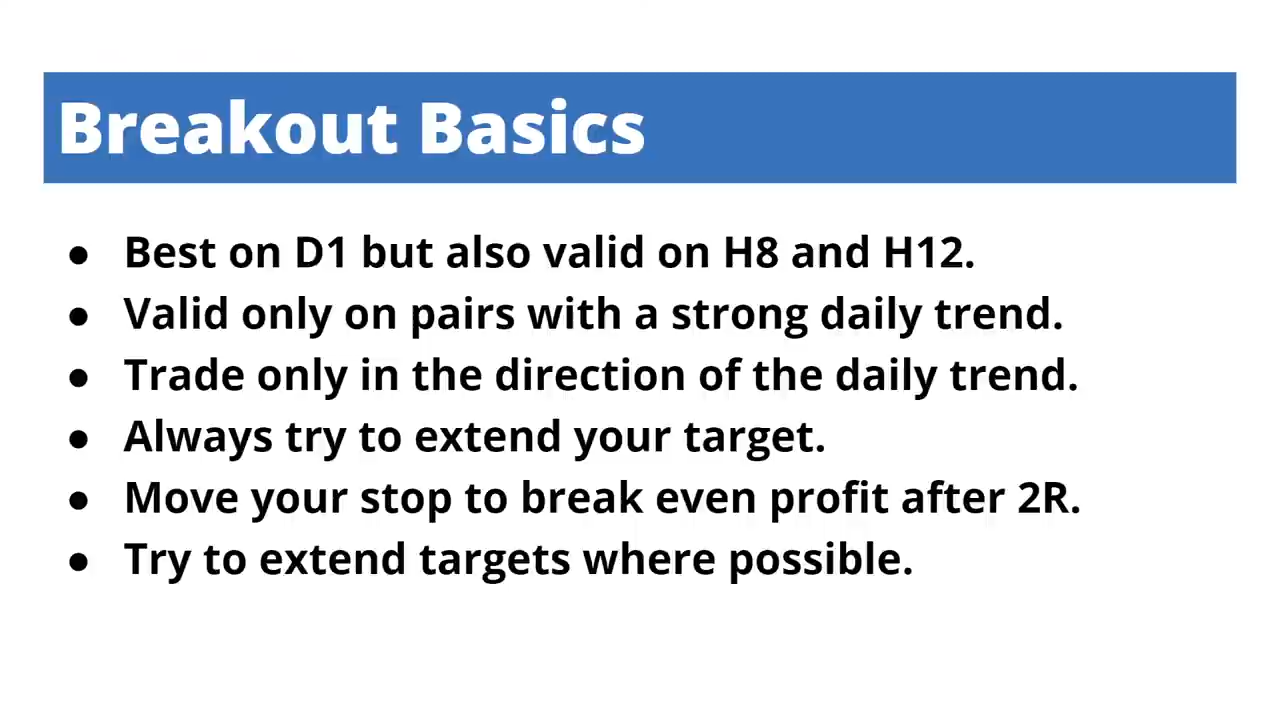 Breakout Basics
● Best on D1 but also valid on H8 and H12.
● Valid only on pairs with a strong daily trend.
● Trade only in the direction of the daily trend.
● Always try to extend your target.
● Move your stop to break even profit after 2R.
● Try to extend targets where possible.